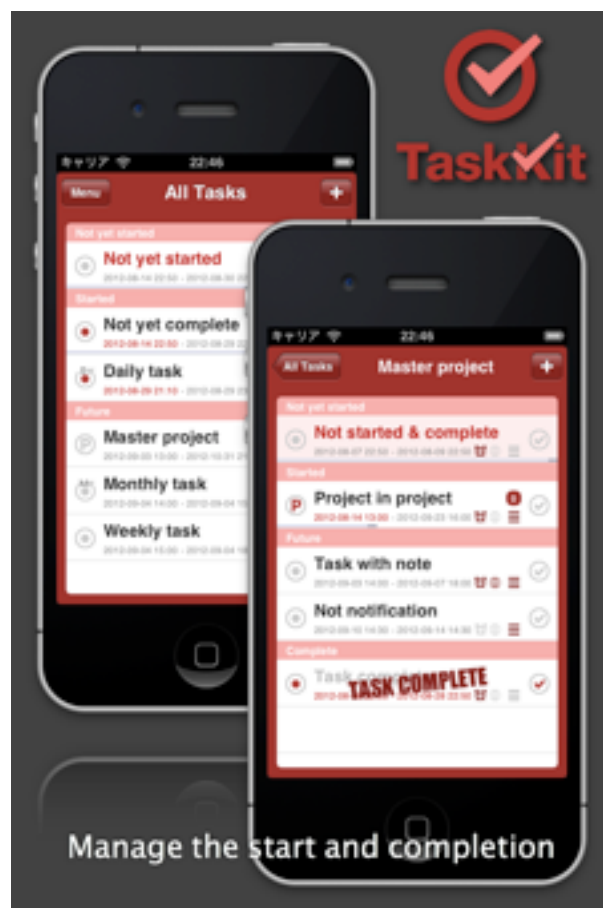 TaskKit
キャリア 22:46
Menu All Tasks +
Not yet started
Not yet started
Started
Not yet complete
Daily task
Future
Master project
Monthly task
Weekly task
キャリア 22:46
All Tasks Master project +
Not yet started
Not started & complete
Started
P Project in project
Future
Task with note
Not notification
Complete
TASK COMPLETE
Manage the start and completion